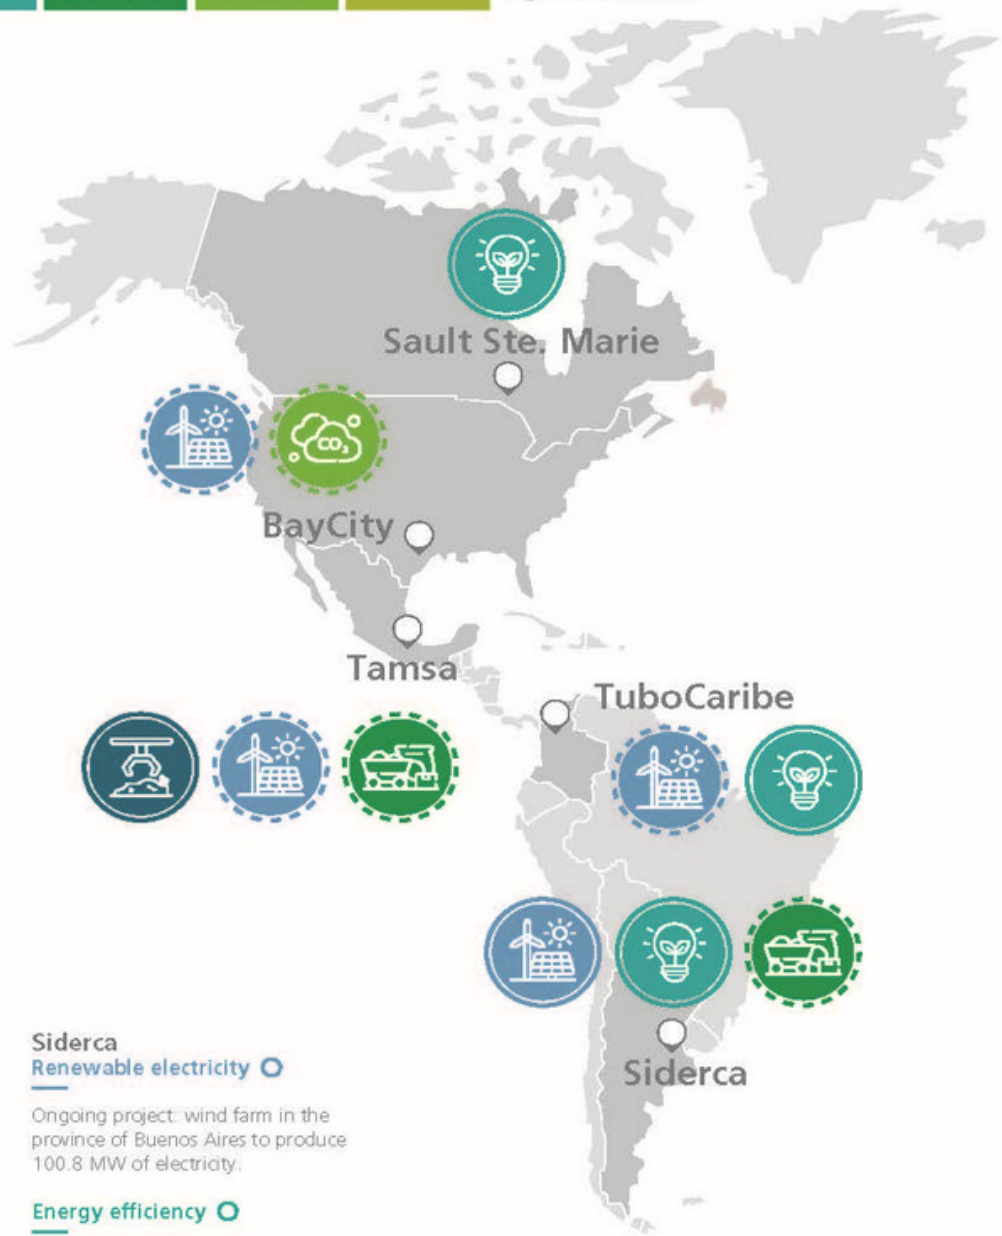 Sault Ste. Marie
CO₂
BayCity
Tamsa
TuboCaribe
Siderca
Siderca
Renewable electricity
Ongoing project: wind farm in the
province of Buenos Aires to produce
100.8 MW of electricity.
Energy efficiency